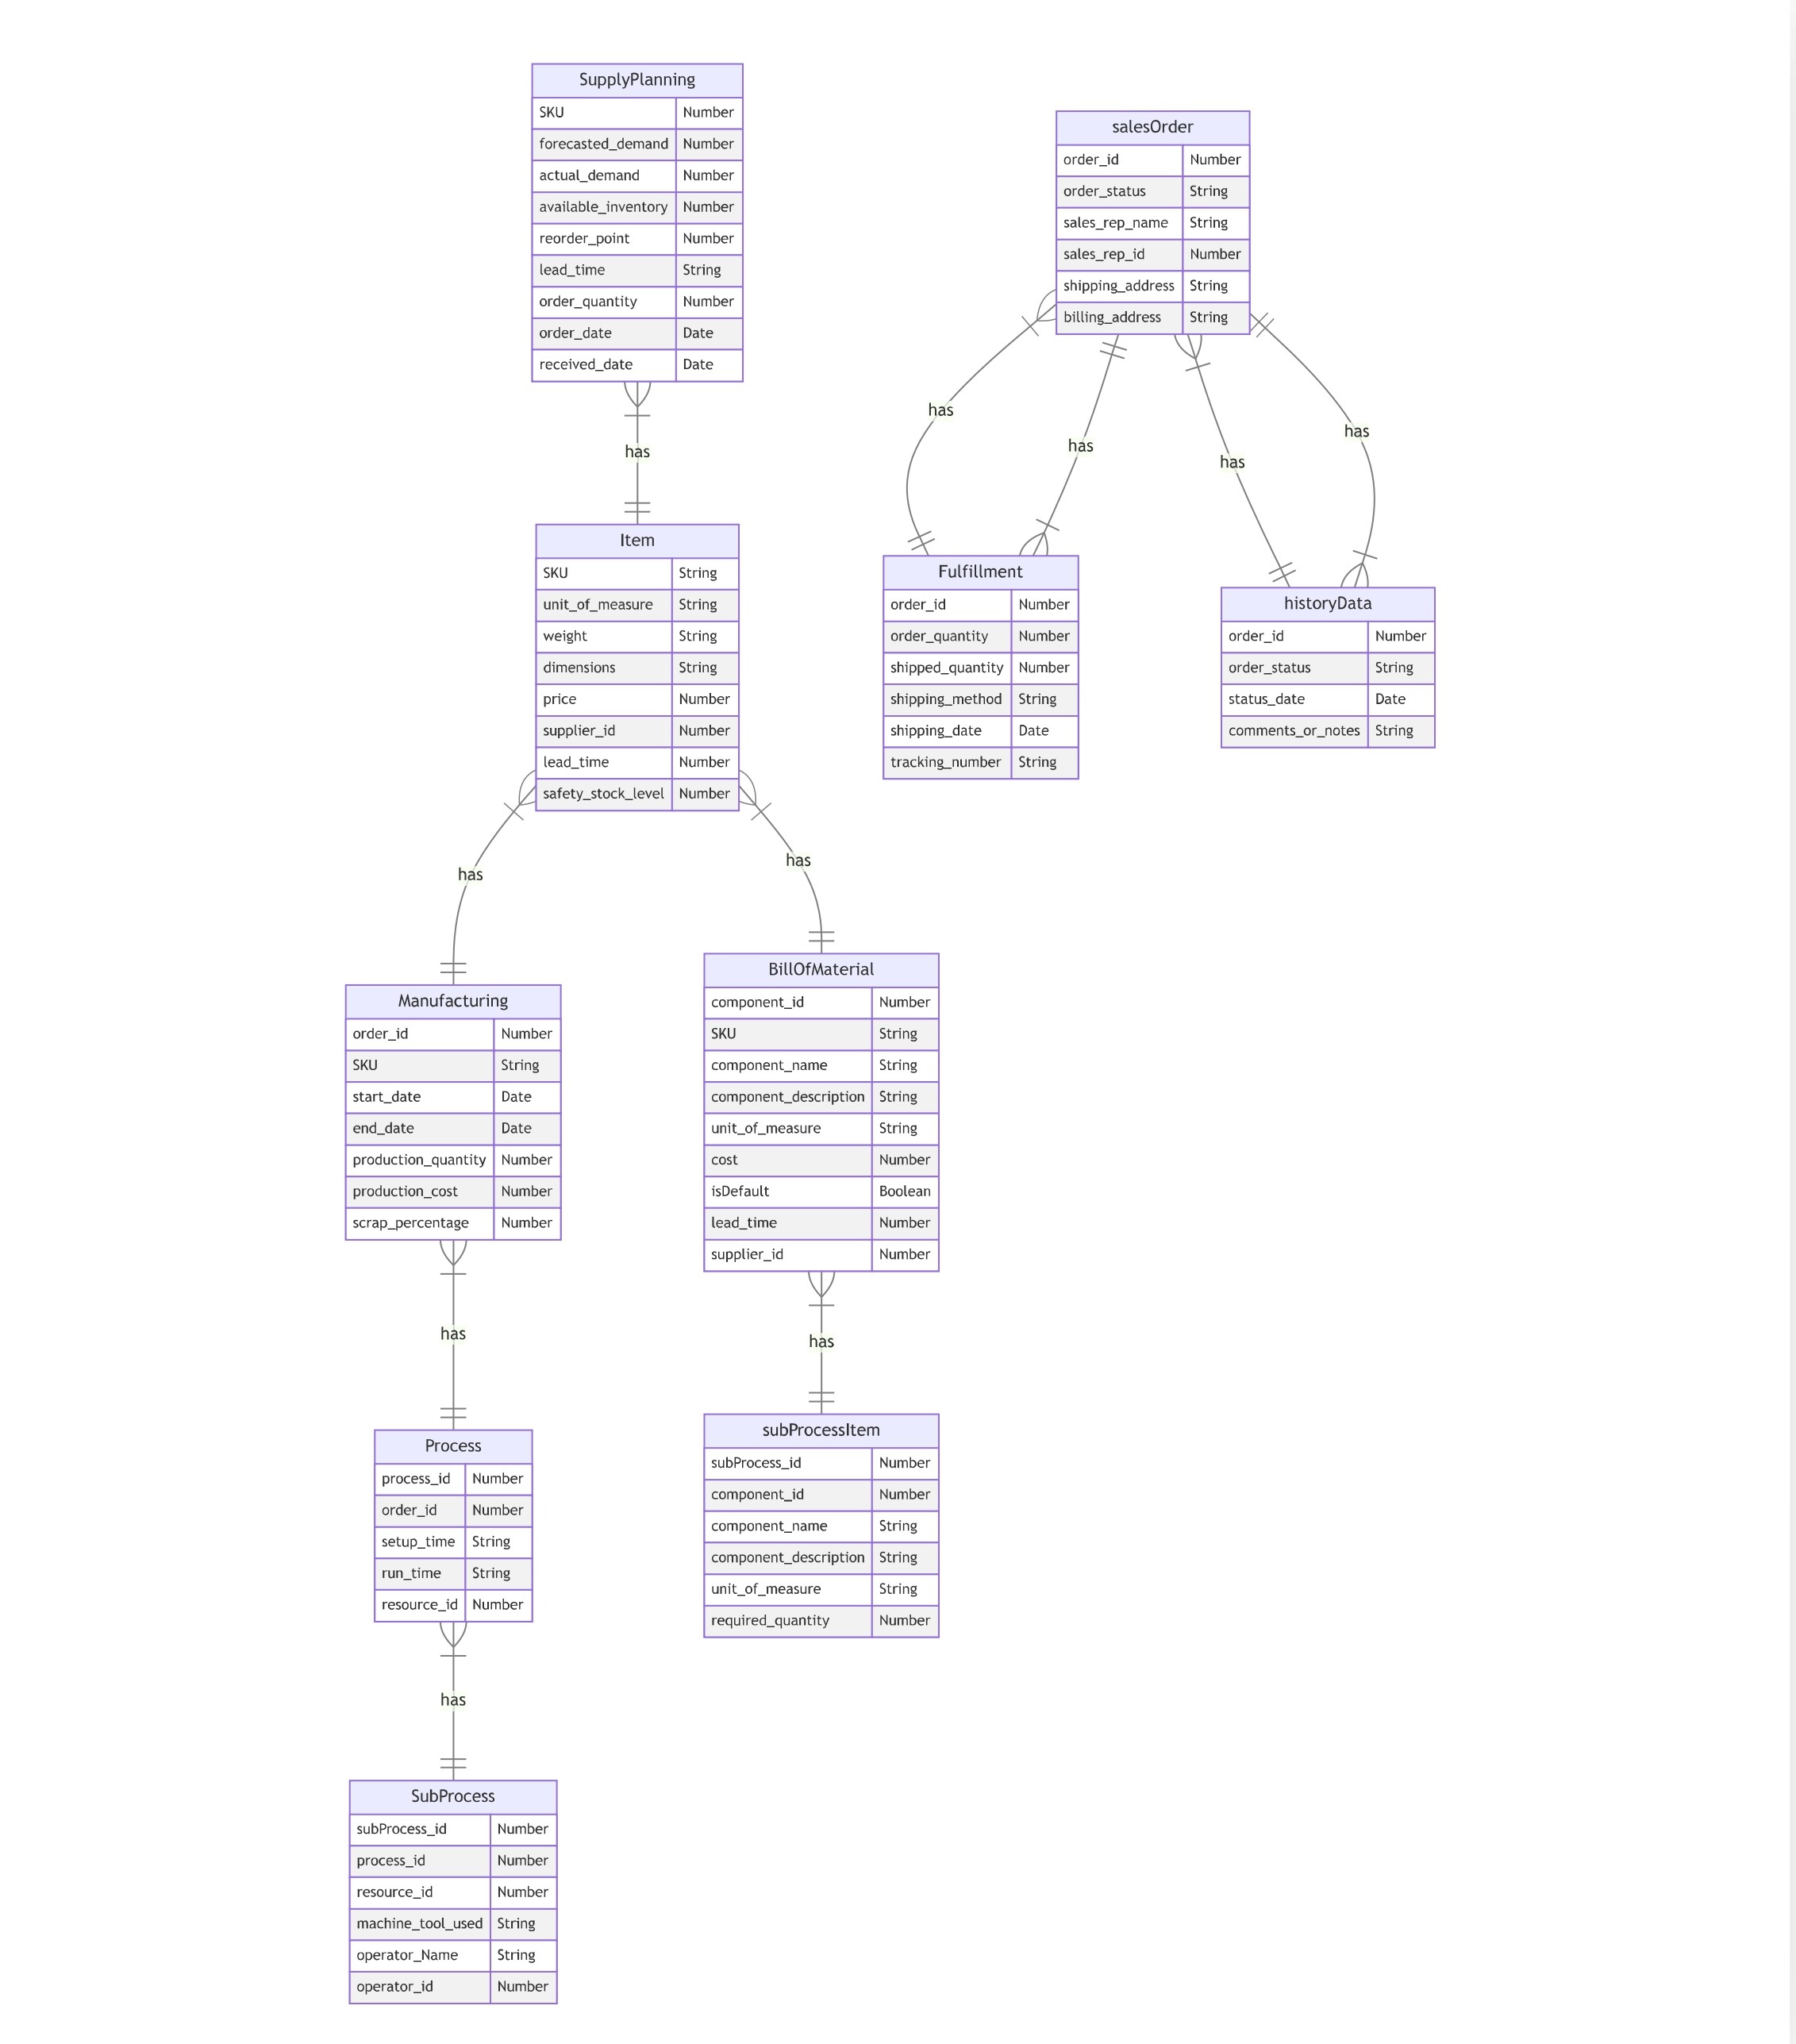 SupplyPlanning
SKU Number
forecasted_demand Number
actual_demand Number
available_inventory Number
reorder_point Number
lead_time String
order_quantity Number
order_date Date
received_date Date
has
Item
SKU String
unit_of_measure String
weight String
dimensions String
price Number
supplier_id Number
lead_time Number
safety_stock_level Number
has
has
Manufacturing
order_id Number
SKU String
start_date Date
end_date Date
production_quantity Number
production_cost Number
scrap_percentage Number
has
Process
process_id Number
order_id Number
setup_time String
run_time String
resource_id Number
has
SubProcess
subProcess_id Number
process_id Number
resource_id Number
machine_tool_used String
operator_Name String
operator_id Number
BillOfMaterial
component_id Number
SKU String
component_name String
component_description String
unit_of_measure String
cost Number
isDefault Boolean
lead_time Number
supplier_id Number
has
subProcessItem
subProcess_id Number
component_id Number
component_name String
component_description String
unit_of_measure String
required_quantity Number
salesOrder
order_id Number
order_status String
sales_rep_name String
sales_rep_id Number
shipping_address String
billing_address String
has
has
has
has
Fulfillment
order_id Number
order_quantity Number
shipped_quantity Number
shipping_method String
shipping_date Date
tracking_number String
historyData
order_id Number
order_status String
status_date Date
comments_or_notes String